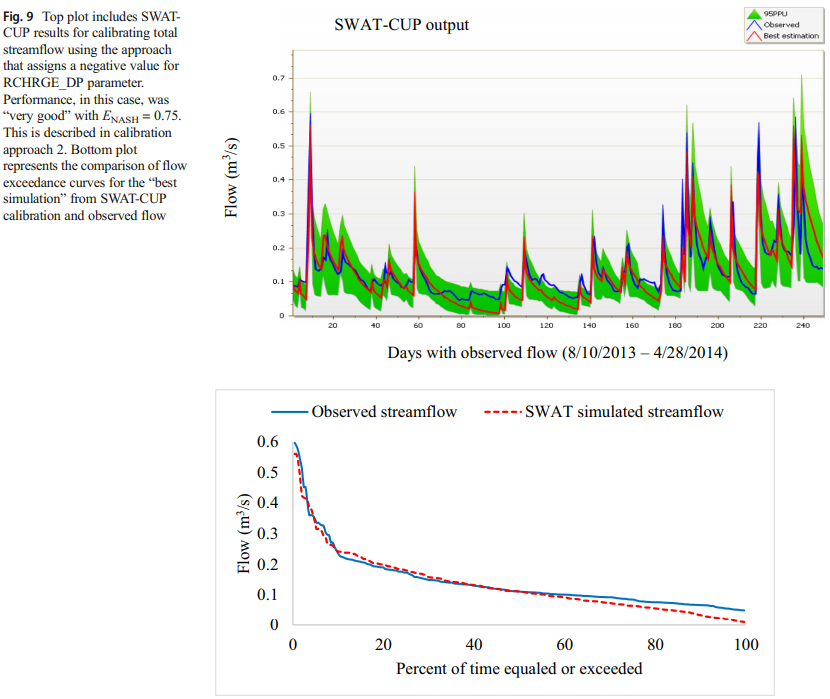 Fig. 9 Top plot includes SWAT-
CUP results for calibrating total
streamflow using the approach
that assigns a negative value for
RCHRGE_DP parameter.
Performance, in this case, was
“very good” with ENASH = 0.75.
This is described in calibration
approach 2. Bottom plot
represents the comparison of flow
exceedance curves for the “best
simulation” from SWAT-CUP
calibration and observed flow
SWAT-CUP output
95PPU
Observed
Best estimation
Flow (m³/s)
0.7
0.6
0.5
0.4
0.3
0.2
0.1
0
20 40 60 80 100 120 140 160 180 200 220 240
Days with observed flow (8/10/2013 – 4/28/2014)
Observed streamflow SWAT simulated streamflow
Flow (m³/s)
0.6
0.5
0.4
0.3
0.2
0.1
0
0 20 40 60 80 100
Percent of time equaled or exceeded